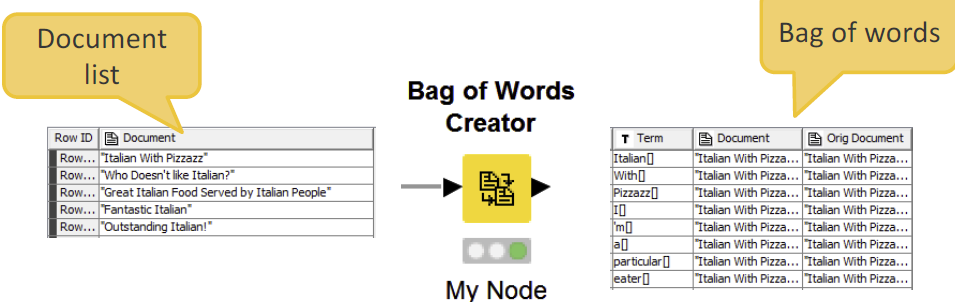 Document
list
Bag of words
Bag of Words
Creator
Row ID Document
Row... "Italian With Pizzazz"
Row... "Who Doesn't like Italian?"
Row... "Great Italian Food Served by Italian People"
Row... "Fantastic Italian"
Row... "Outstanding Italian!"
T Term Document Orig Document
Italian[] "Italian With Pizza... "Italian With Pizza...
With[] "Italian With Pizza... "Italian With Pizza...
Pizzazz[] "Italian With Pizza... "Italian With Pizza...
I[] "Italian With Pizza... "Italian With Pizza...
'm[] "Italian With Pizza... "Italian With Pizza...
a[] "Italian With Pizza... "Italian With Pizza...
particular[] "Italian With Pizza... "Italian With Pizza...
eater[] "Italian With Pizza... "Italian With Pizza...
My Node